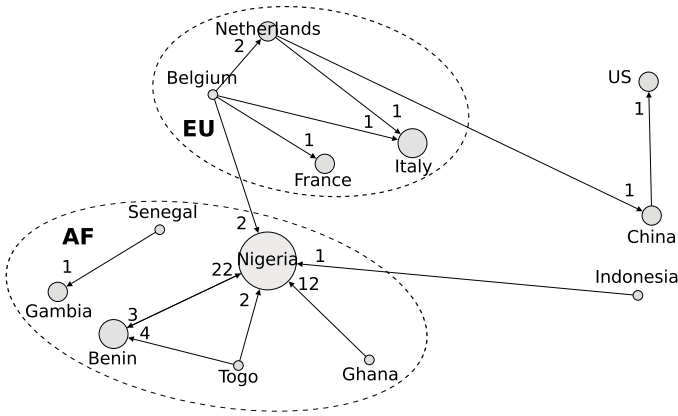 Netherlands
2
Belgium
US
1
1
1
EU
1
Italy
France
1
Senegal
2
China
AF
Nigeria
1
1
22
Indonesia
12
2
Gambia
3
4
Benin
Togo
Ghana